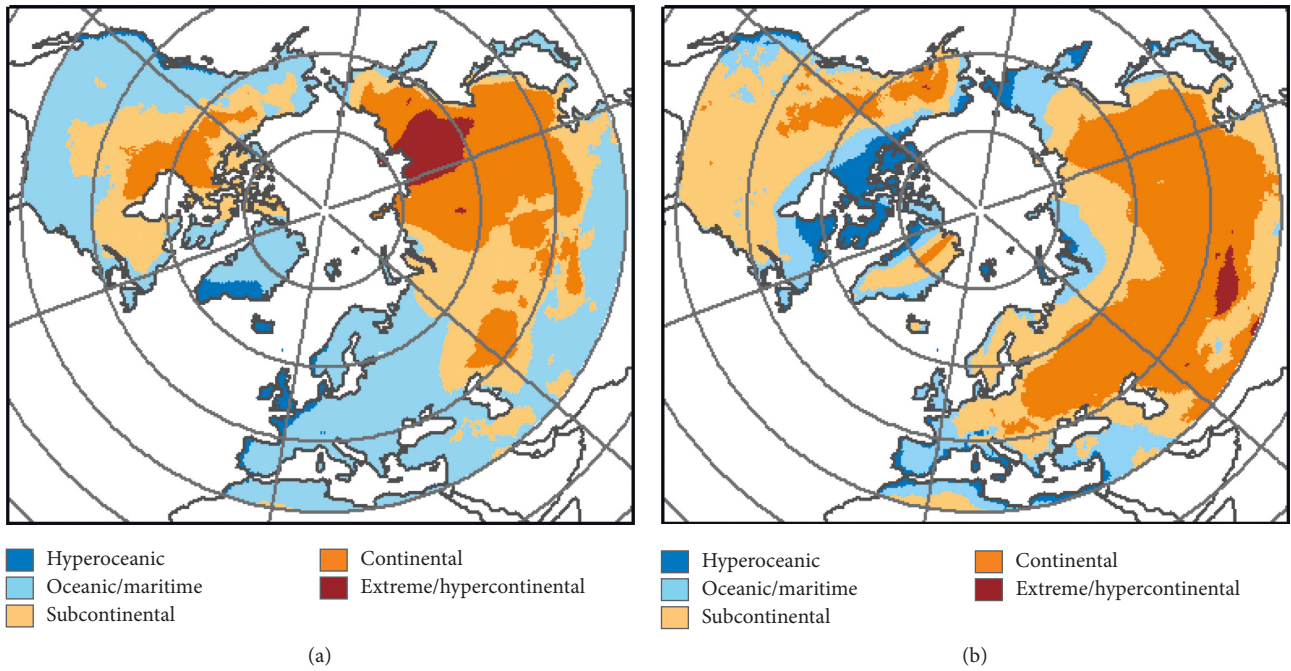 Hyperoceanic
Oceanic/maritime
Subcontinental
Continental
Extreme/hypercontinental
(a)
Hyperoceanic
Oceanic/maritime
Subcontinental
Continental
Extreme/hypercontinental
(b)